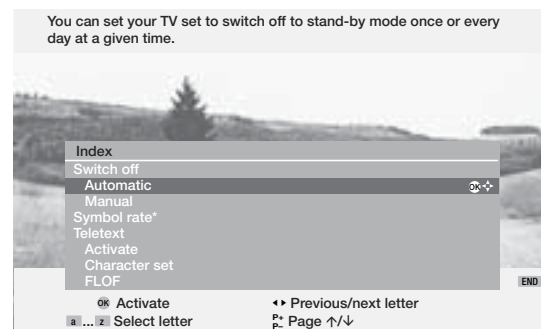 You can set your TV set to switch off to stand-by mode once or every
day at a given time.
Index
Switch off
Automatic OK
Manual
Symbol rate*
Teletext
Activate
Character set
FLOF
END
OK Activate ◂ ▸ Previous/next letter
a ... z Select letter P+ P– Page ↑/↓